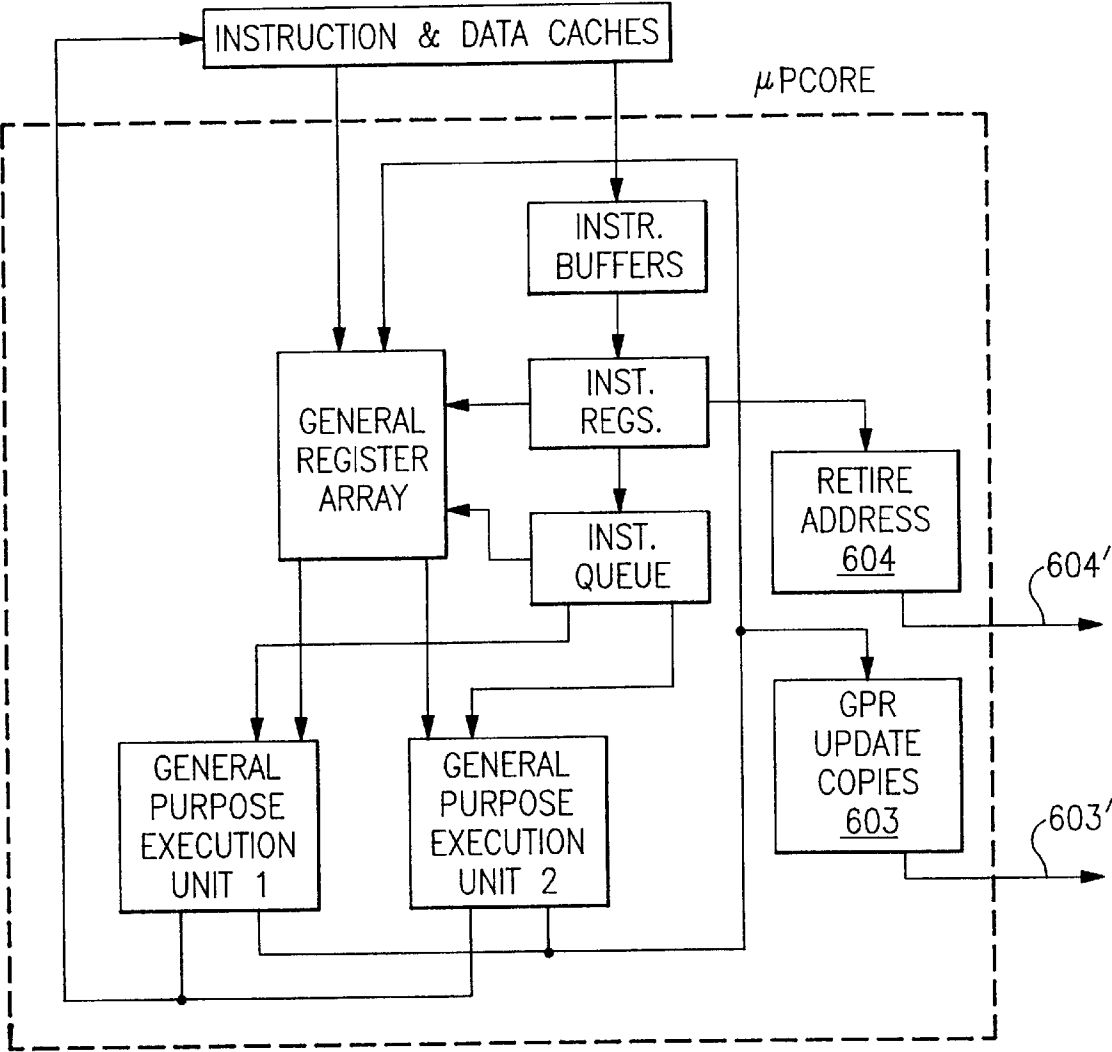 INSTRUCTION & DATA CACHES
μPCORE
INSTR.
BUFFERS
INST.
REGS.
GENERAL
REGISTER
ARRAY
RETIRE
ADDRESS
604
INST.
QUEUE
604'
GPR
UPDATE
COPIES
603
603'
GENERAL
PURPOSE
EXECUTION
UNIT 1
GENERAL
PURPOSE
EXECUTION
UNIT 2